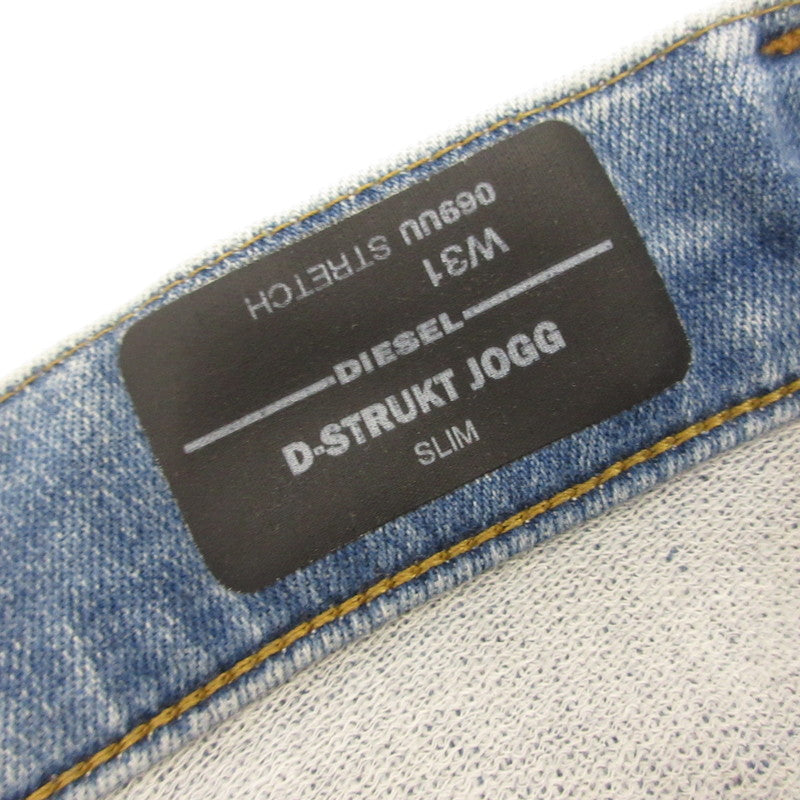 DIESEL
D-STRUKT JOGG
SLIM
W31
069UU STRETCH